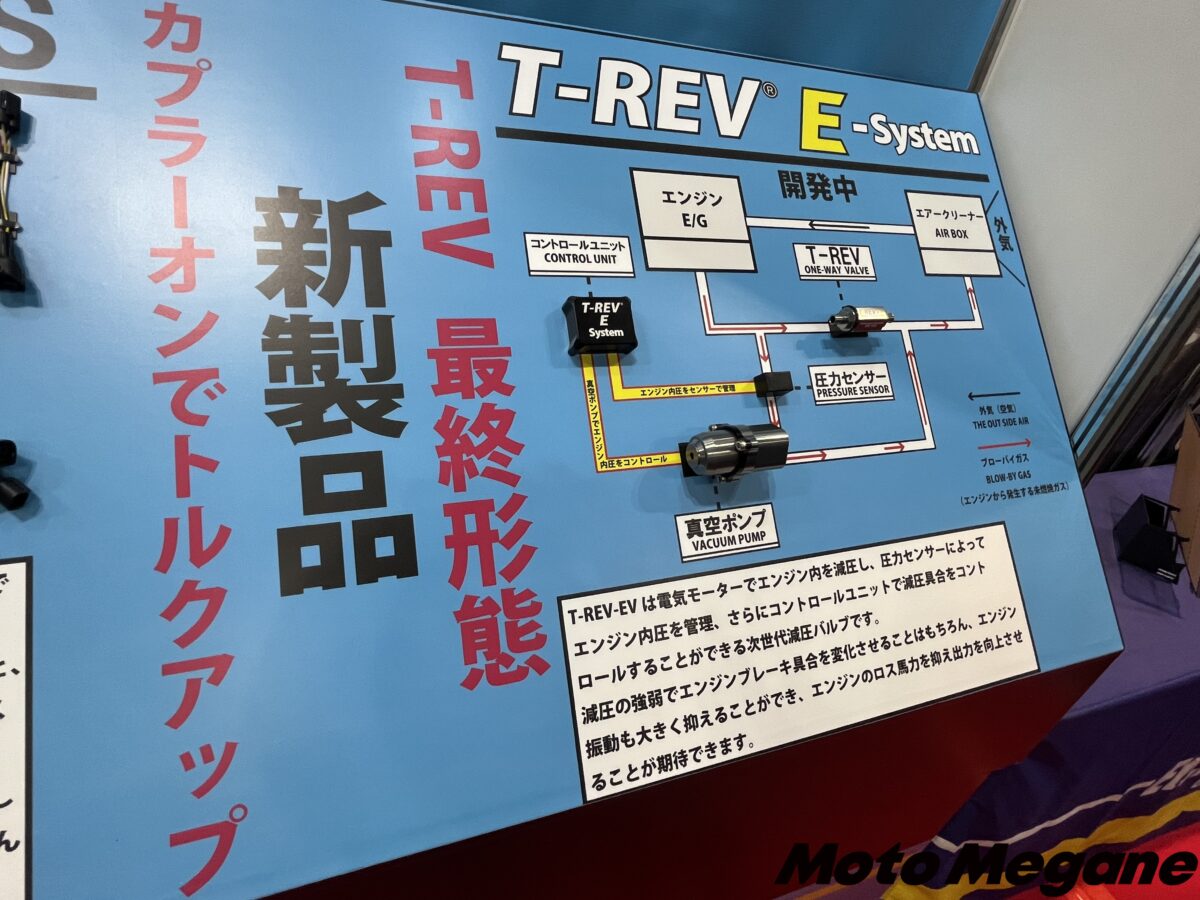 S
カプラーオンでトルクアップ
新製品
T-REV 最終形態
T-REV® E-System
開発中
エンジン
E/G
エアークリーナー
AIR BOX
外気
コントロールユニット
CONTROL UNIT
T-REV
ONE-WAY VALVE
T-REV®
E
System
圧力センサー
PRESSURE SENSOR
エンジン内圧をセンサーで管理
真空ポンプでエンジン
内圧をコントロール
真空ポンプ
VACUUM PUMP
外気（空気）
THE OUT SIDE AIR
ブローバイガス
BLOW-BY GAS
（エンジンから発生する未燃焼ガス）
T-REV-EVは電気モーターでエンジン内を減圧し、圧力センサーによって
エンジン内圧を管理、さらにコントロールユニットで減圧具合をコント
ロールすることができる次世代減圧バルブです。
減圧の強弱でエンジンブレーキ具合を変化させることはもちろん、エンジン
振動も大きく抑えることができ、エンジンのロス馬力を抑え出力を向上させ
ることが期待できます。
Moto Megane